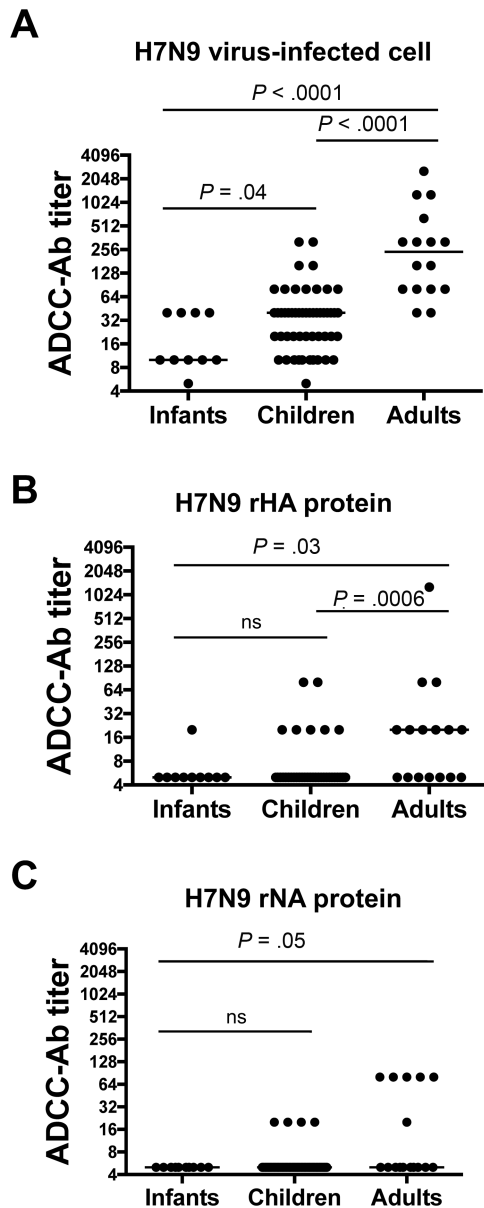 A
H7N9 virus-infected cell
P < .0001
P < .0001
P = .04
ADCC-Ab titer
4096
2048
1024
512
256
128
64
32
16
8
4
Infants Children Adults
B
H7N9 rHA protein
P = .03
P = .0006
ns
ADCC-Ab titer
4096
2048
1024
512
256
128
64
32
16
8
4
Infants Children Adults
C
H7N9 rNA protein
P = .05
ns
ADCC-Ab titer
4096
2048
1024
512
256
128
64
32
16
8
4
Infants Children Adults